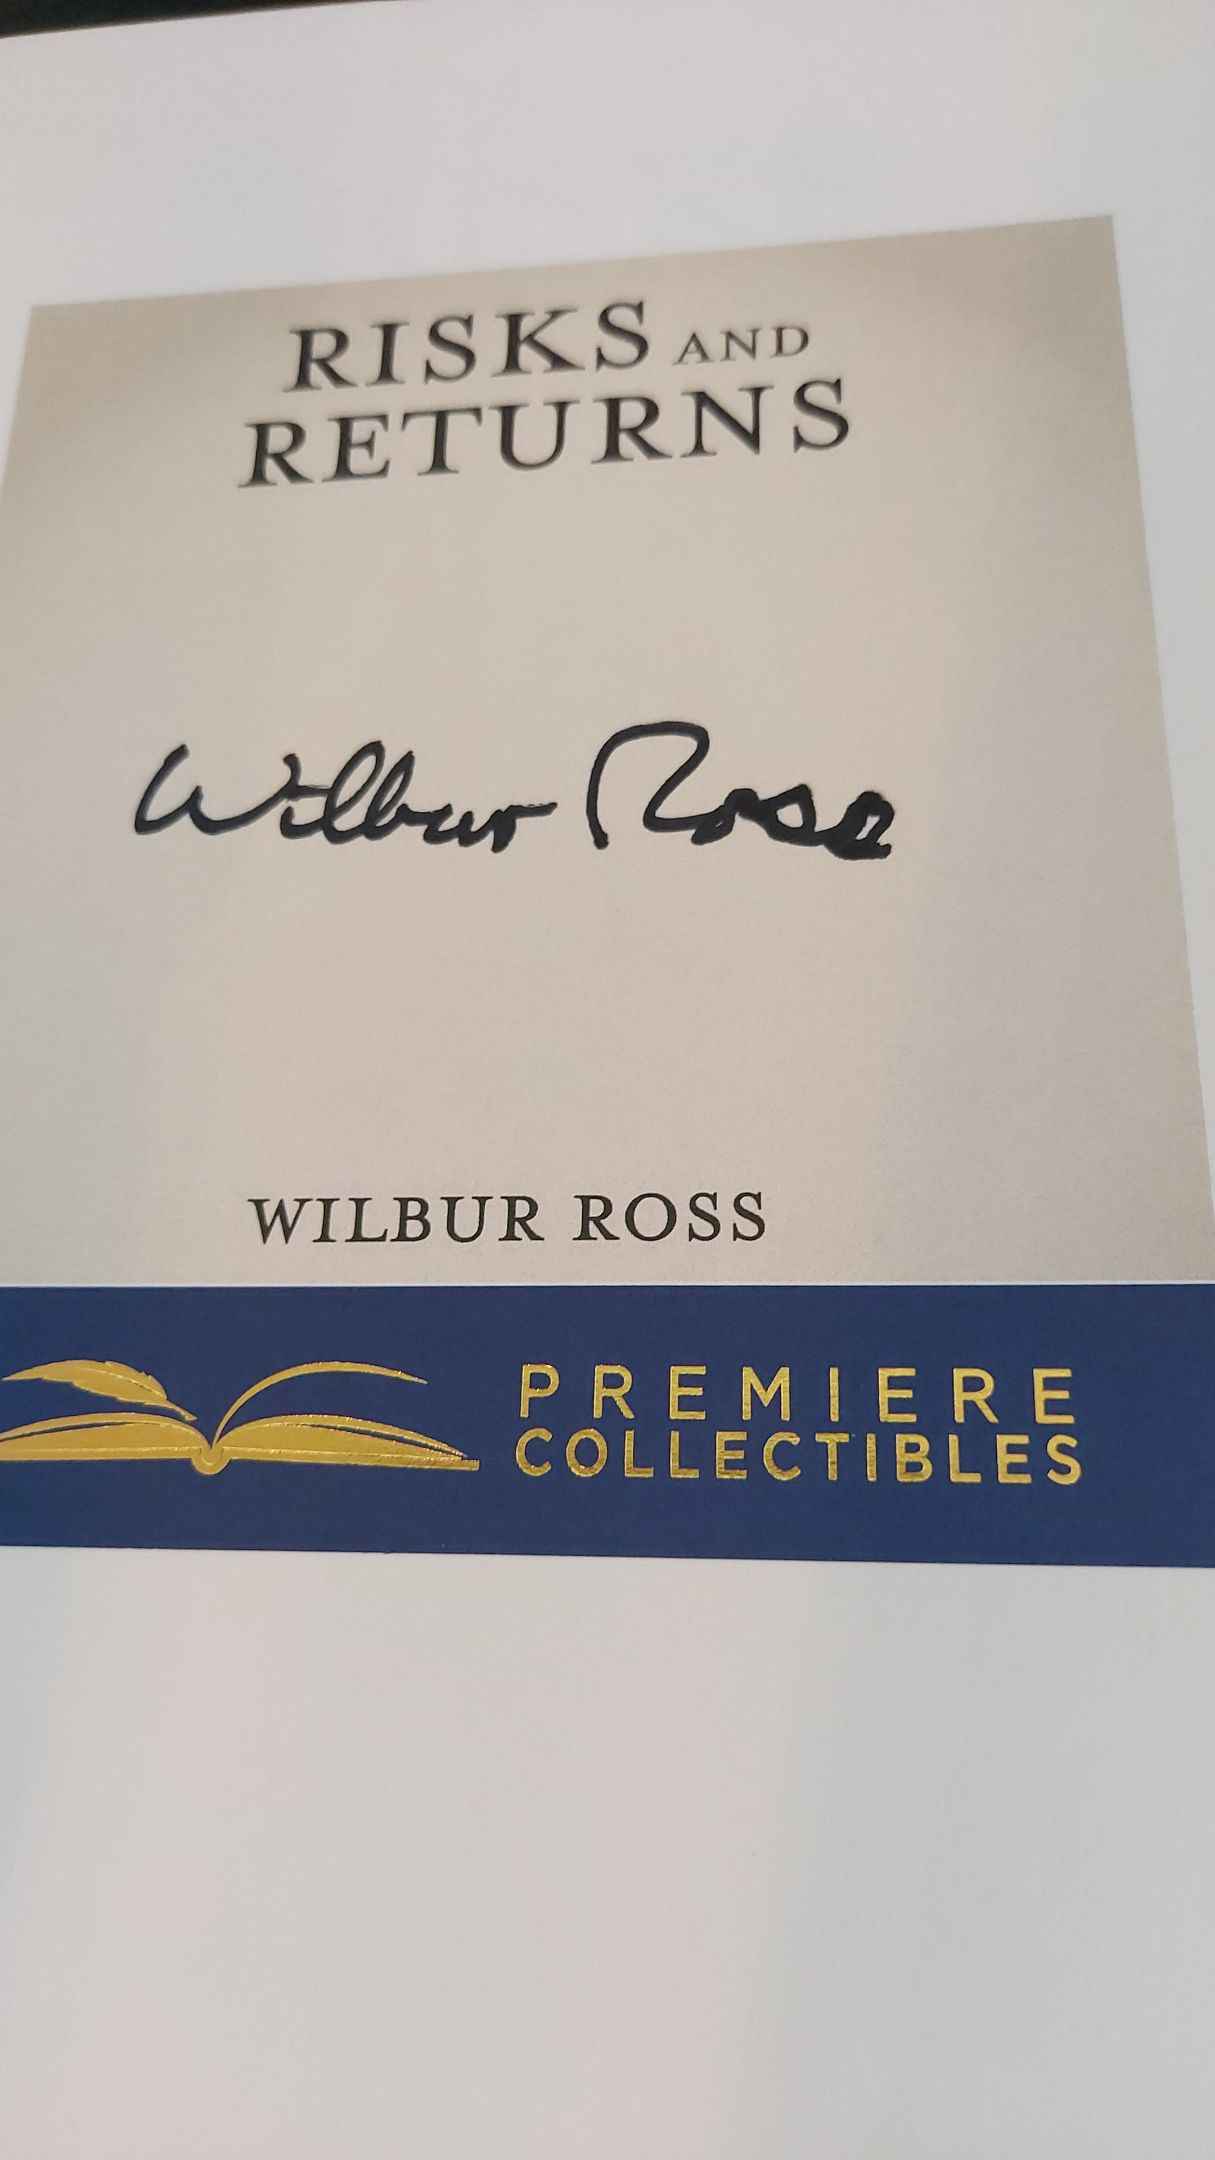 RISKS AND
RETURNS
Wilbur Ross
WILBUR ROSS
PREMIERE
COLLECTIBLES